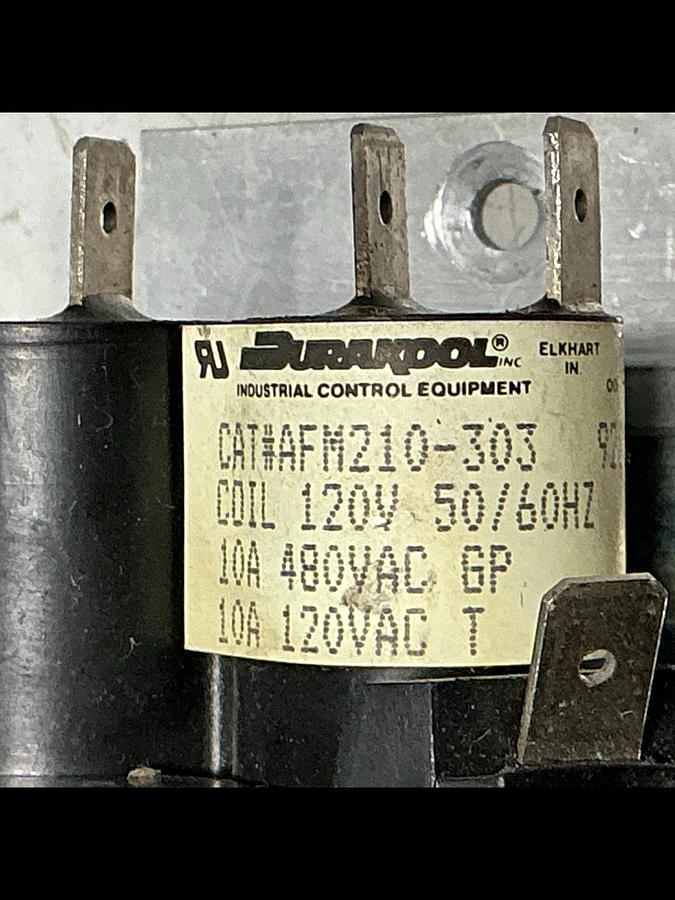 DURAKOOL® INC ELKHART IN.
INDUSTRIAL CONTROL EQUIPMENT
CAT#AFM210-303
COIL 120V 50/60HZ
10A 480VAC GP
10A 120VAC T